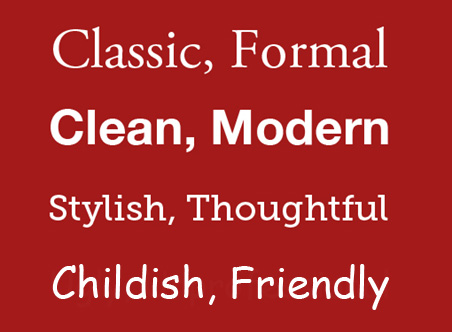 Classic, Formal
Clean, Modern
Stylish, Thoughtful
Childish, Friendly